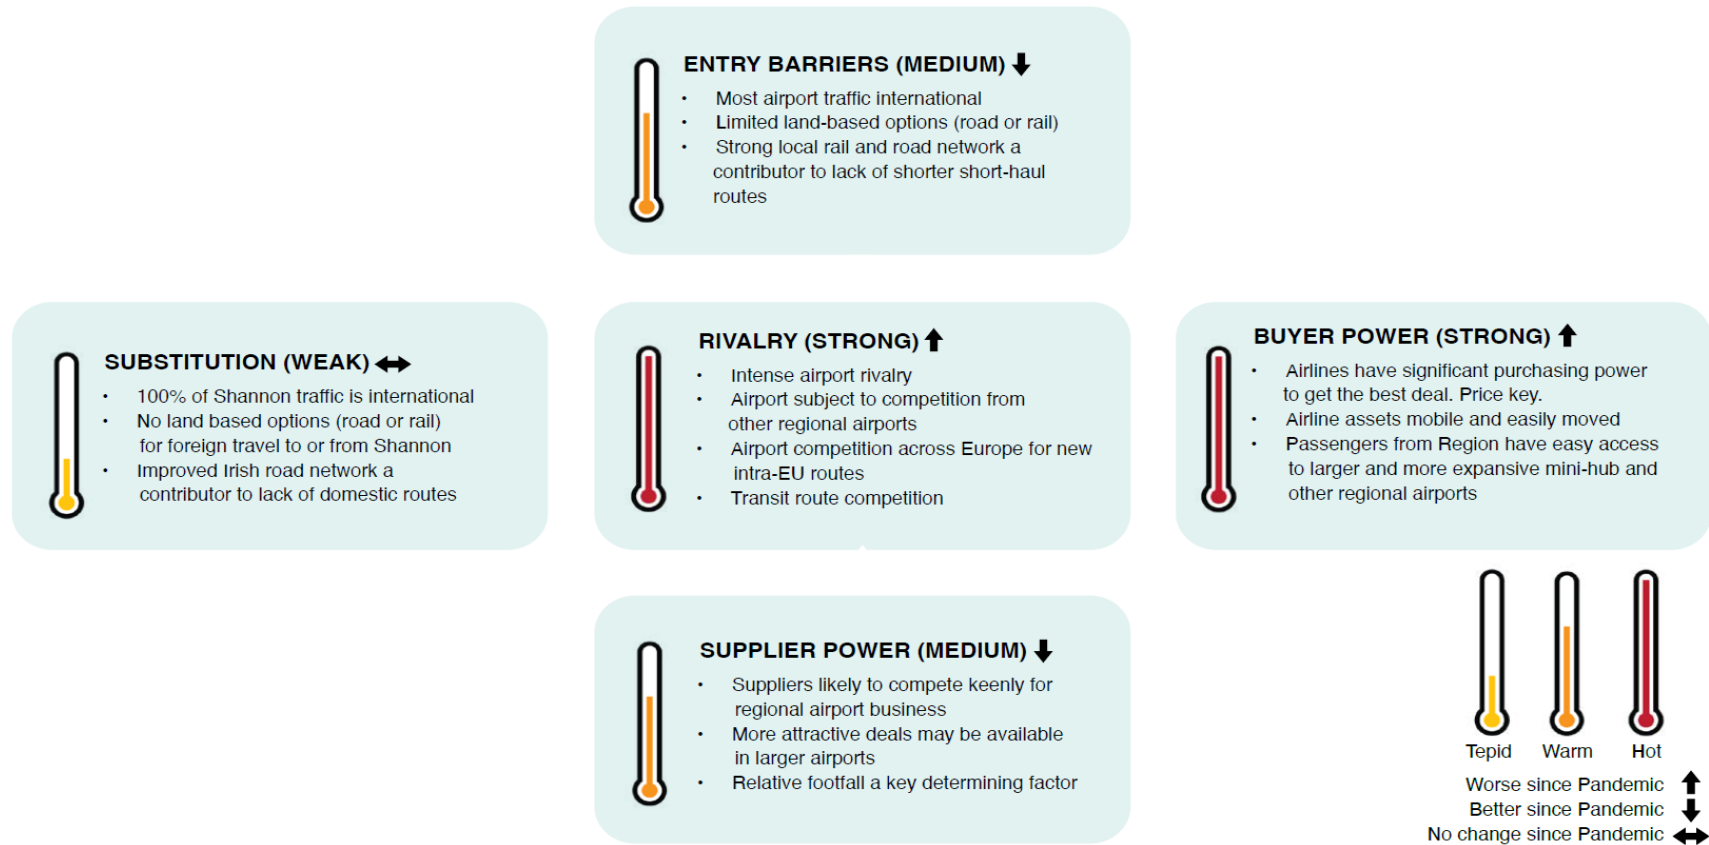 ENTRY BARRIERS (MEDIUM)
• Most airport traffic international
• Limited land-based options (road or rail)
• Strong local rail and road network a
contributor to lack of shorter short-haul
routes
SUBSTITUTION (WEAK)
• 100% of Shannon traffic is international
• No land based options (road or rail)
for foreign travel to or from Shannon
• Improved Irish road network a
contributor to lack of domestic routes
RIVALRY (STRONG)
• Intense airport rivalry
• Airport subject to competition from
other regional airports
• Airport competition across Europe for new
intra-EU routes
• Transit route competition
BUYER POWER (STRONG)
• Airlines have significant purchasing power
to get the best deal. Price key.
• Airline assets mobile and easily moved
• Passengers from Region have easy access
to larger and more expansive mini-hub and
other regional airports
SUPPLIER POWER (MEDIUM)
• Suppliers likely to compete keenly for
regional airport business
• More attractive deals may be available
in larger airports
• Relative footfall a key determining factor
Tepid Warm Hot
Worse since Pandemic
Better since Pandemic
No change since Pandemic